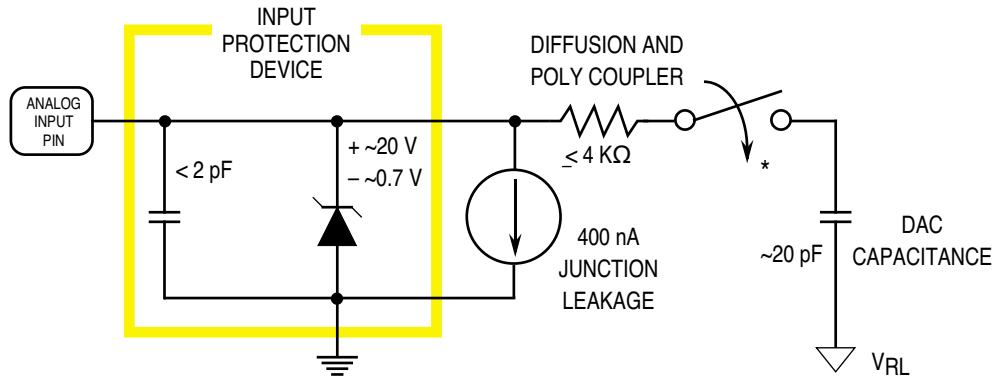 INPUT
PROTECTION
DEVICE
DIFFUSION AND
POLY COUPLER
ANALOG
INPUT
PIN
< 2 pF
+ ~20 V
– ~0.7 V
≤ 4 KΩ
*
400 nA
JUNCTION
LEAKAGE
~20 pF
DAC
CAPACITANCE
VRL